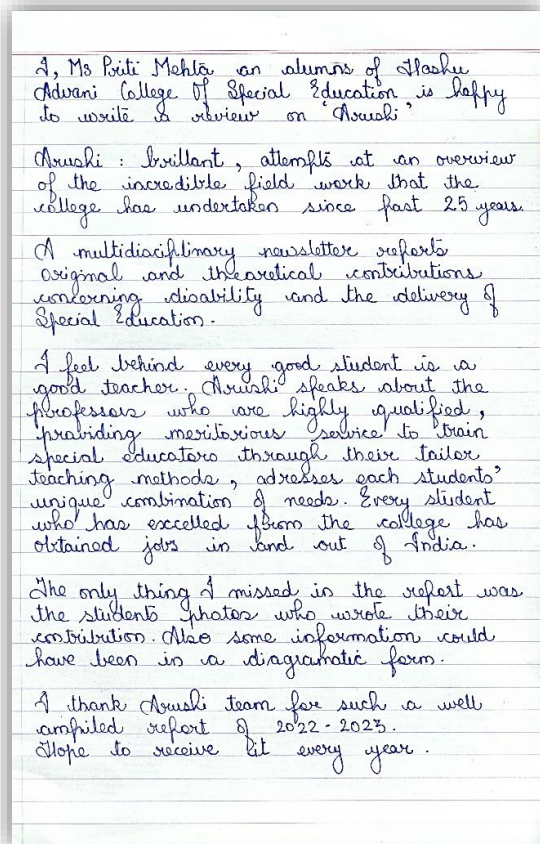 I, Ms Priti Mehta an alumns of Hashu
Advani College Of Special Education is happy
to write a review on 'Arushi'
Arushi : brillant, attempts at an overview
of the incredible field work that the
college has undertaken since past 25 years.
A multidiaciplinary newsletter reports
original and thearetical contributions
concerning disability and the delivery of
Special Education.
I feel behind every good student is a
good teacher. Arushi speaks about the
professors who are highly qualified,
providing meritorious service to train
special educators through their tailor
teaching methods, adresses each students'
unique combination of needs. Every student
who has excelled from the college has
obtained jobs in and out of India.
The only thing I missed in the report was
the students photos who wrote their
contribution. Also some information could
have been in a diagramatic form.
I thank Arushi team for such a well
compiled report of 2022-2023.
Hope to receive it every year.